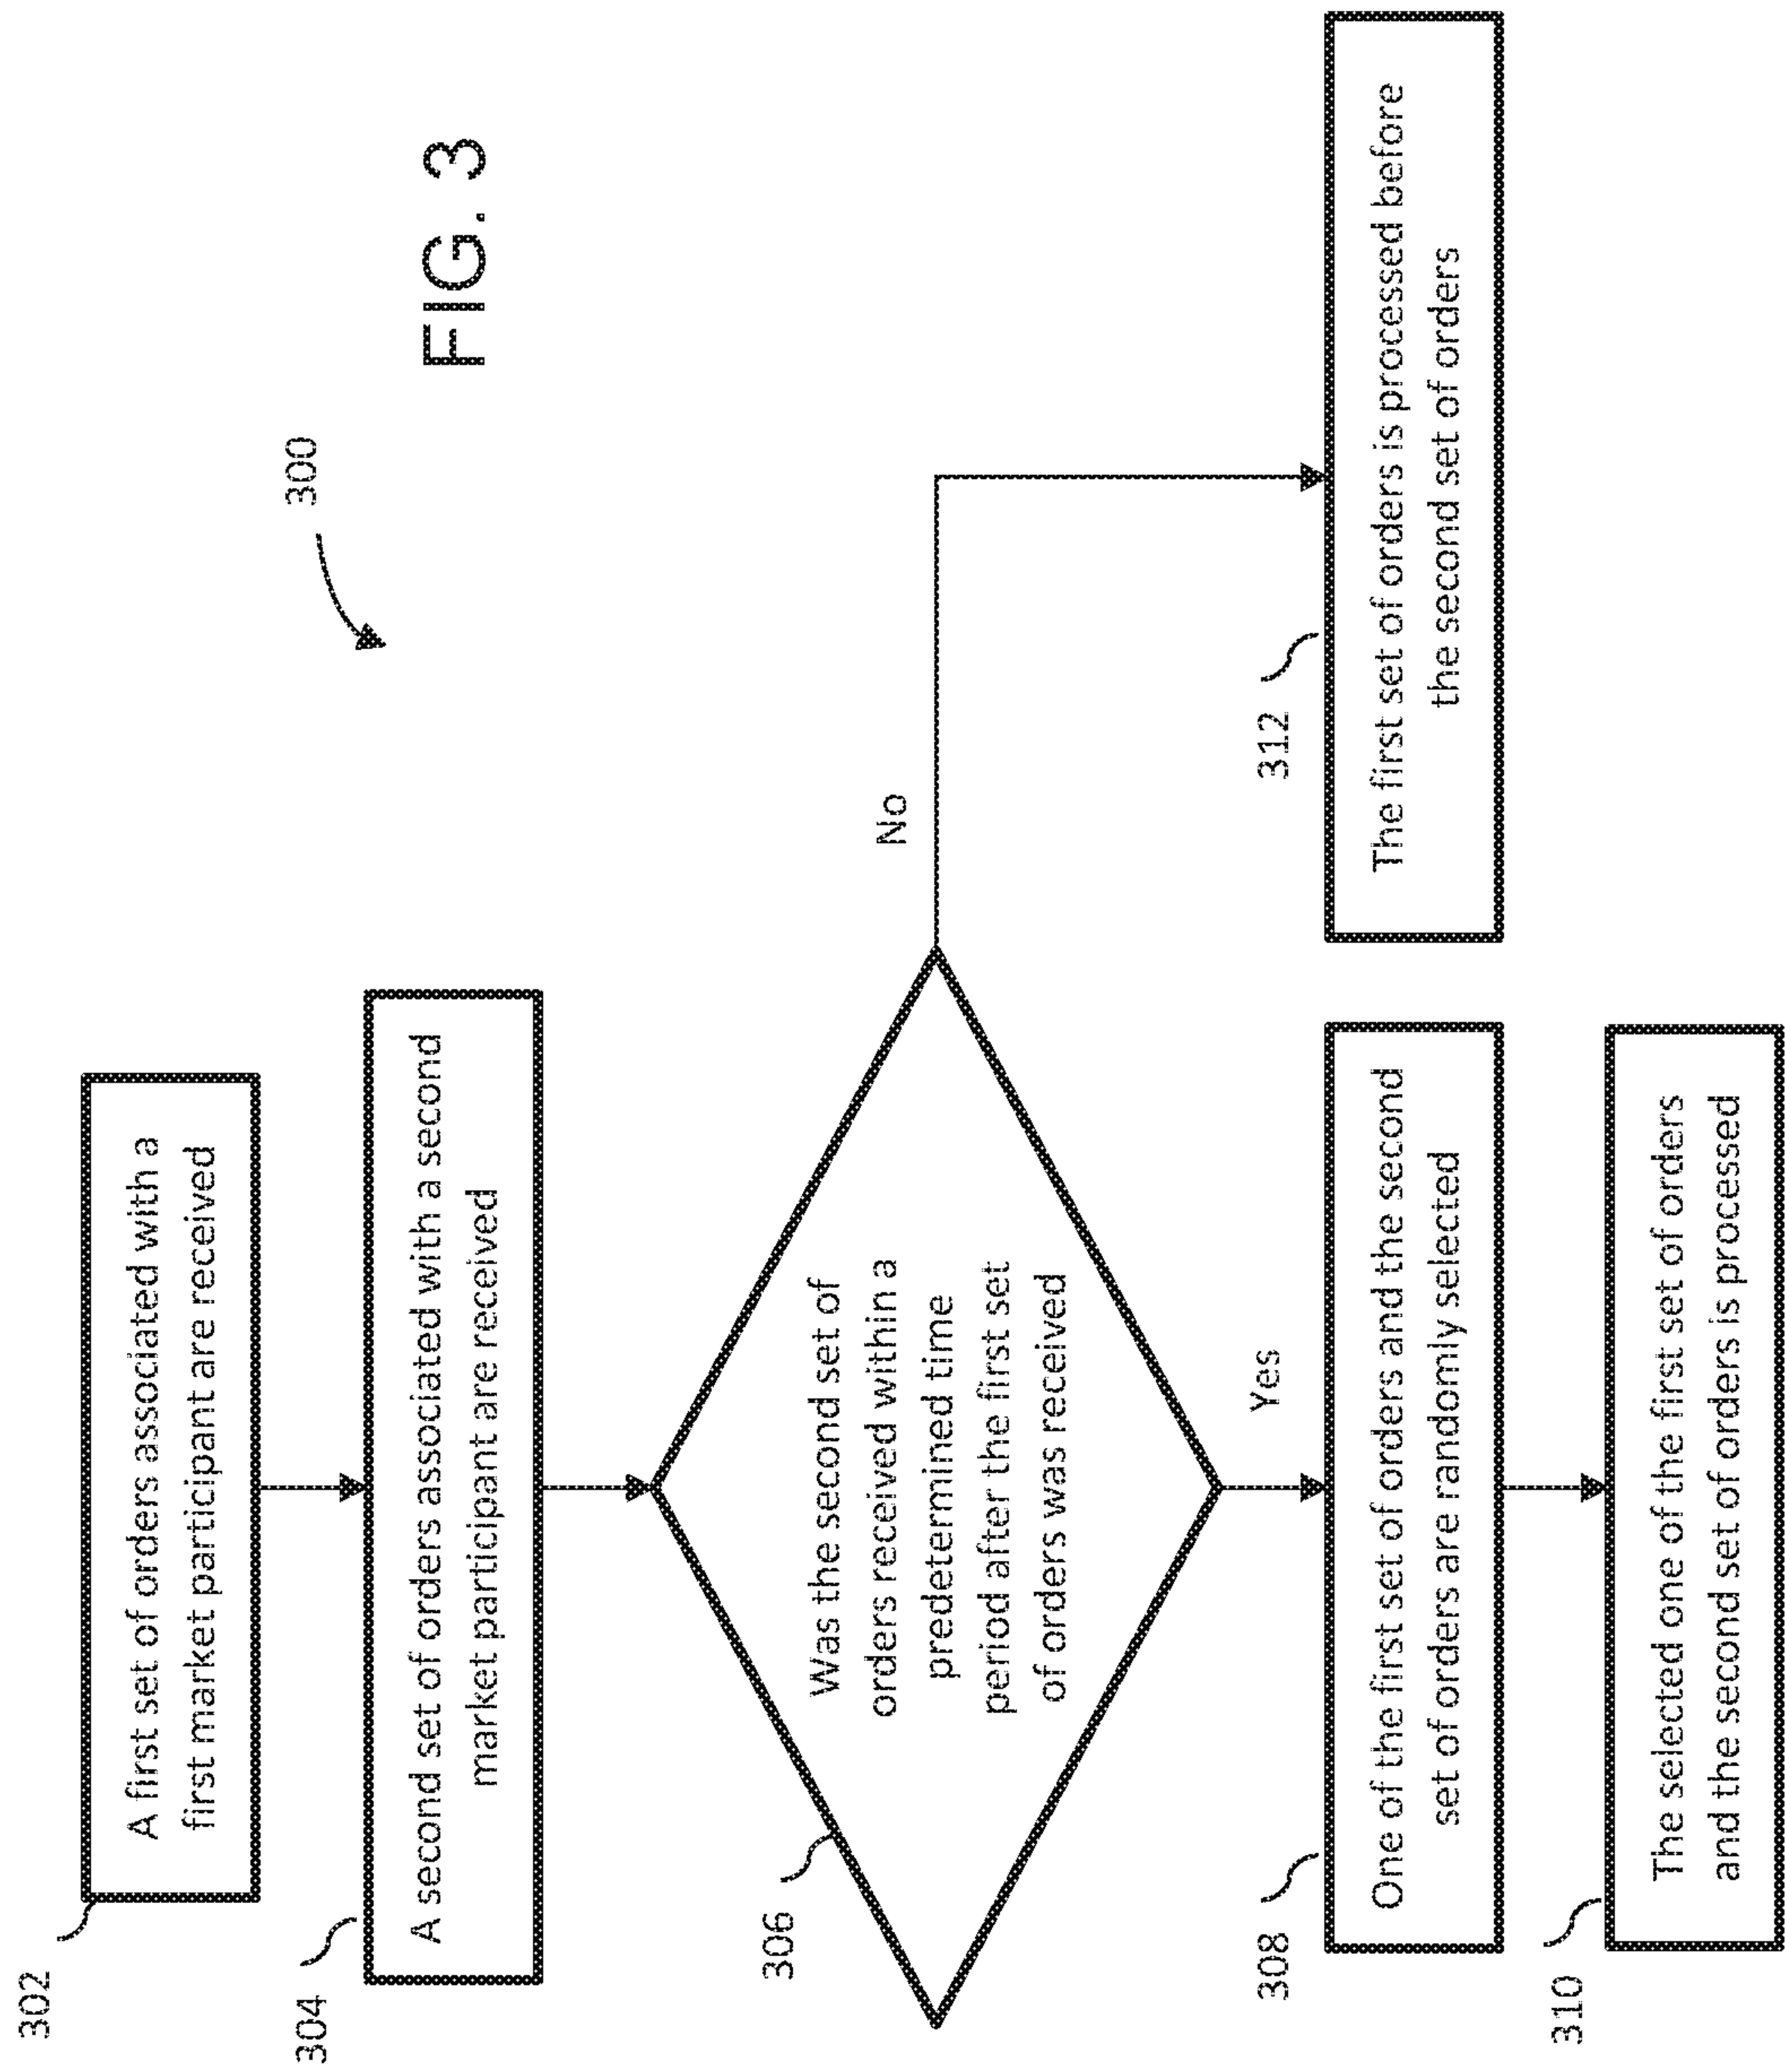 FIG. 3
300
302
A first set of orders associated with a
first market participant are received
304
A second set of orders associated with a second
market participant are received
306
Was the second set of
orders received within a
predetermined time
period after the first set
of orders was received
No
Yes
308
One of the first set of orders and the second
set of orders are randomly selected
312
The first set of orders is processed before
the second set of orders
310
The selected one of the first set of orders
and the second set of orders is processed